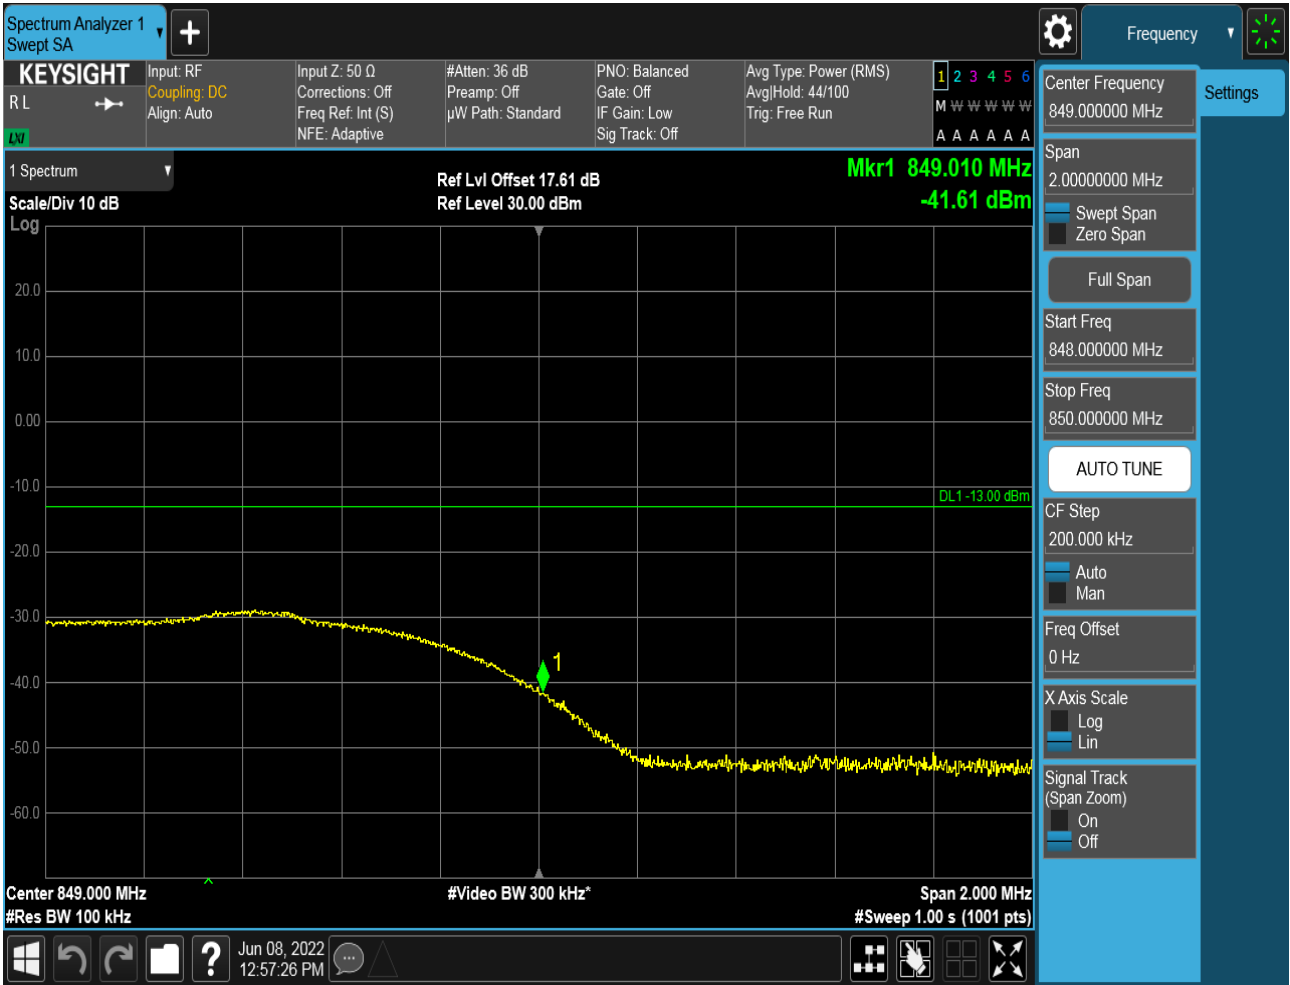 Spectrum Analyzer 1
Swept SA
+
Frequency
KEYSIGHT
R L
LXI
Input: RF
Coupling: DC
Align: Auto
Input Z: 50 Ω
Corrections: Off
Freq Ref: Int (S)
NFE: Adaptive
#Atten: 36 dB
Preamp: Off
µW Path: Standard
PNO: Balanced
Gate: Off
IF Gain: Low
Sig Track: Off
Avg Type: Power (RMS)
Avg|Hold: 44/100
Trig: Free Run
1 2 3 4 5 6
M W W W W W
A A A A A A
1 Spectrum
Scale/Div 10 dB
Log
Ref Lvl Offset 17.61 dB
Ref Level 30.00 dBm
Mkr1 849.010 MHz
-41.61 dBm
20.0
10.0
0.00
-10.0
DL1 -13.00 dBm
-20.0
-30.0
1
-40.0
-50.0
-60.0
Center 849.000 MHz
#Res BW 100 kHz
#Video BW 300 kHz*
Span 2.000 MHz
#Sweep 1.00 s (1001 pts)
Center Frequency
849.000000 MHz
Settings
Span
2.00000000 MHz
Swept Span
Zero Span
Full Span
Start Freq
848.000000 MHz
Stop Freq
850.000000 MHz
AUTO TUNE
CF Step
200.000 kHz
Auto
Man
Freq Offset
0 Hz
X Axis Scale
Log
Lin
Signal Track
(Span Zoom)
On
Off
?
Jun 08, 2022
12:57:26 PM